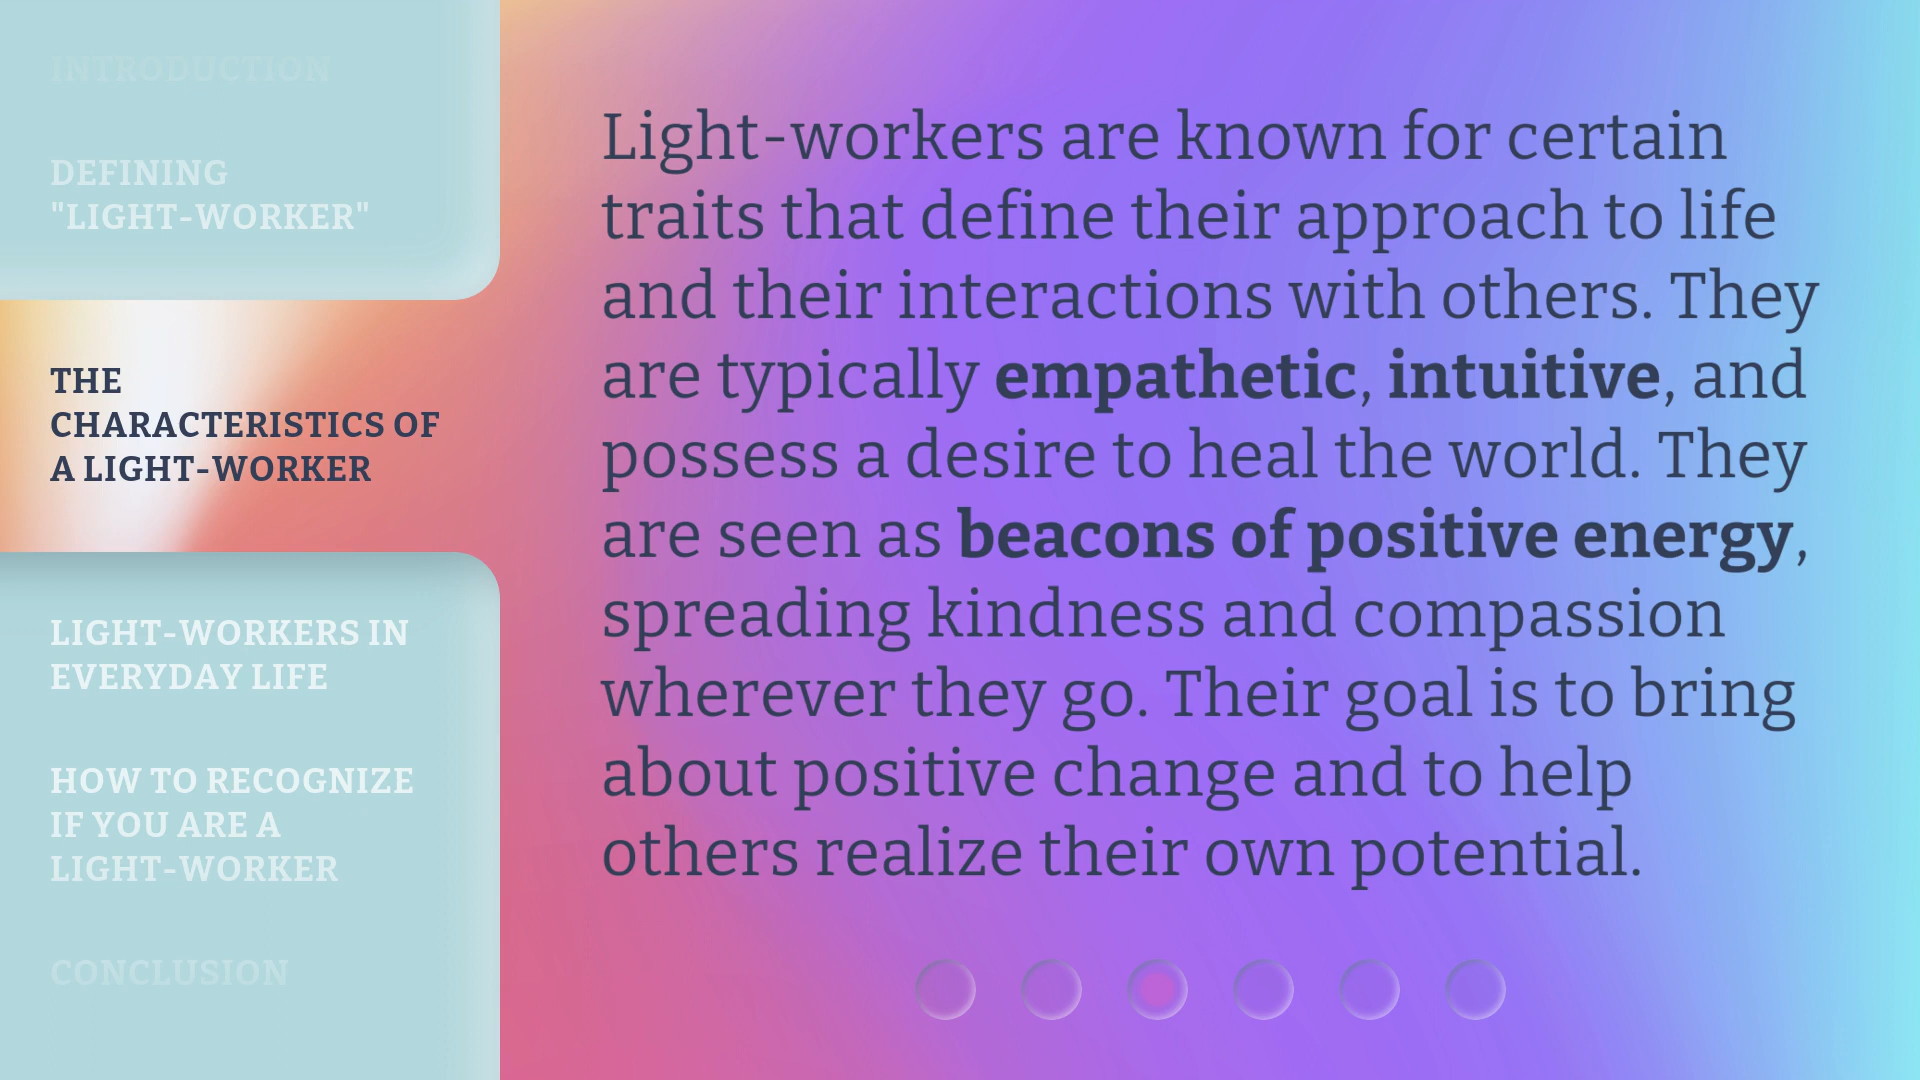 INTRODUCTION
DEFINING
"LIGHT-WORKER"
THE
CHARACTERISTICS OF
A LIGHT-WORKER
LIGHT-WORKERS IN
EVERYDAY LIFE
HOW TO RECOGNIZE
IF YOU ARE A
LIGHT-WORKER
CONCLUSION
Light-workers are known for certain
traits that define their approach to life
and their interactions with others. They
are typically empathetic, intuitive, and
possess a desire to heal the world. They
are seen as beacons of positive energy,
spreading kindness and compassion
wherever they go. Their goal is to bring
about positive change and to help
others realize their own potential.